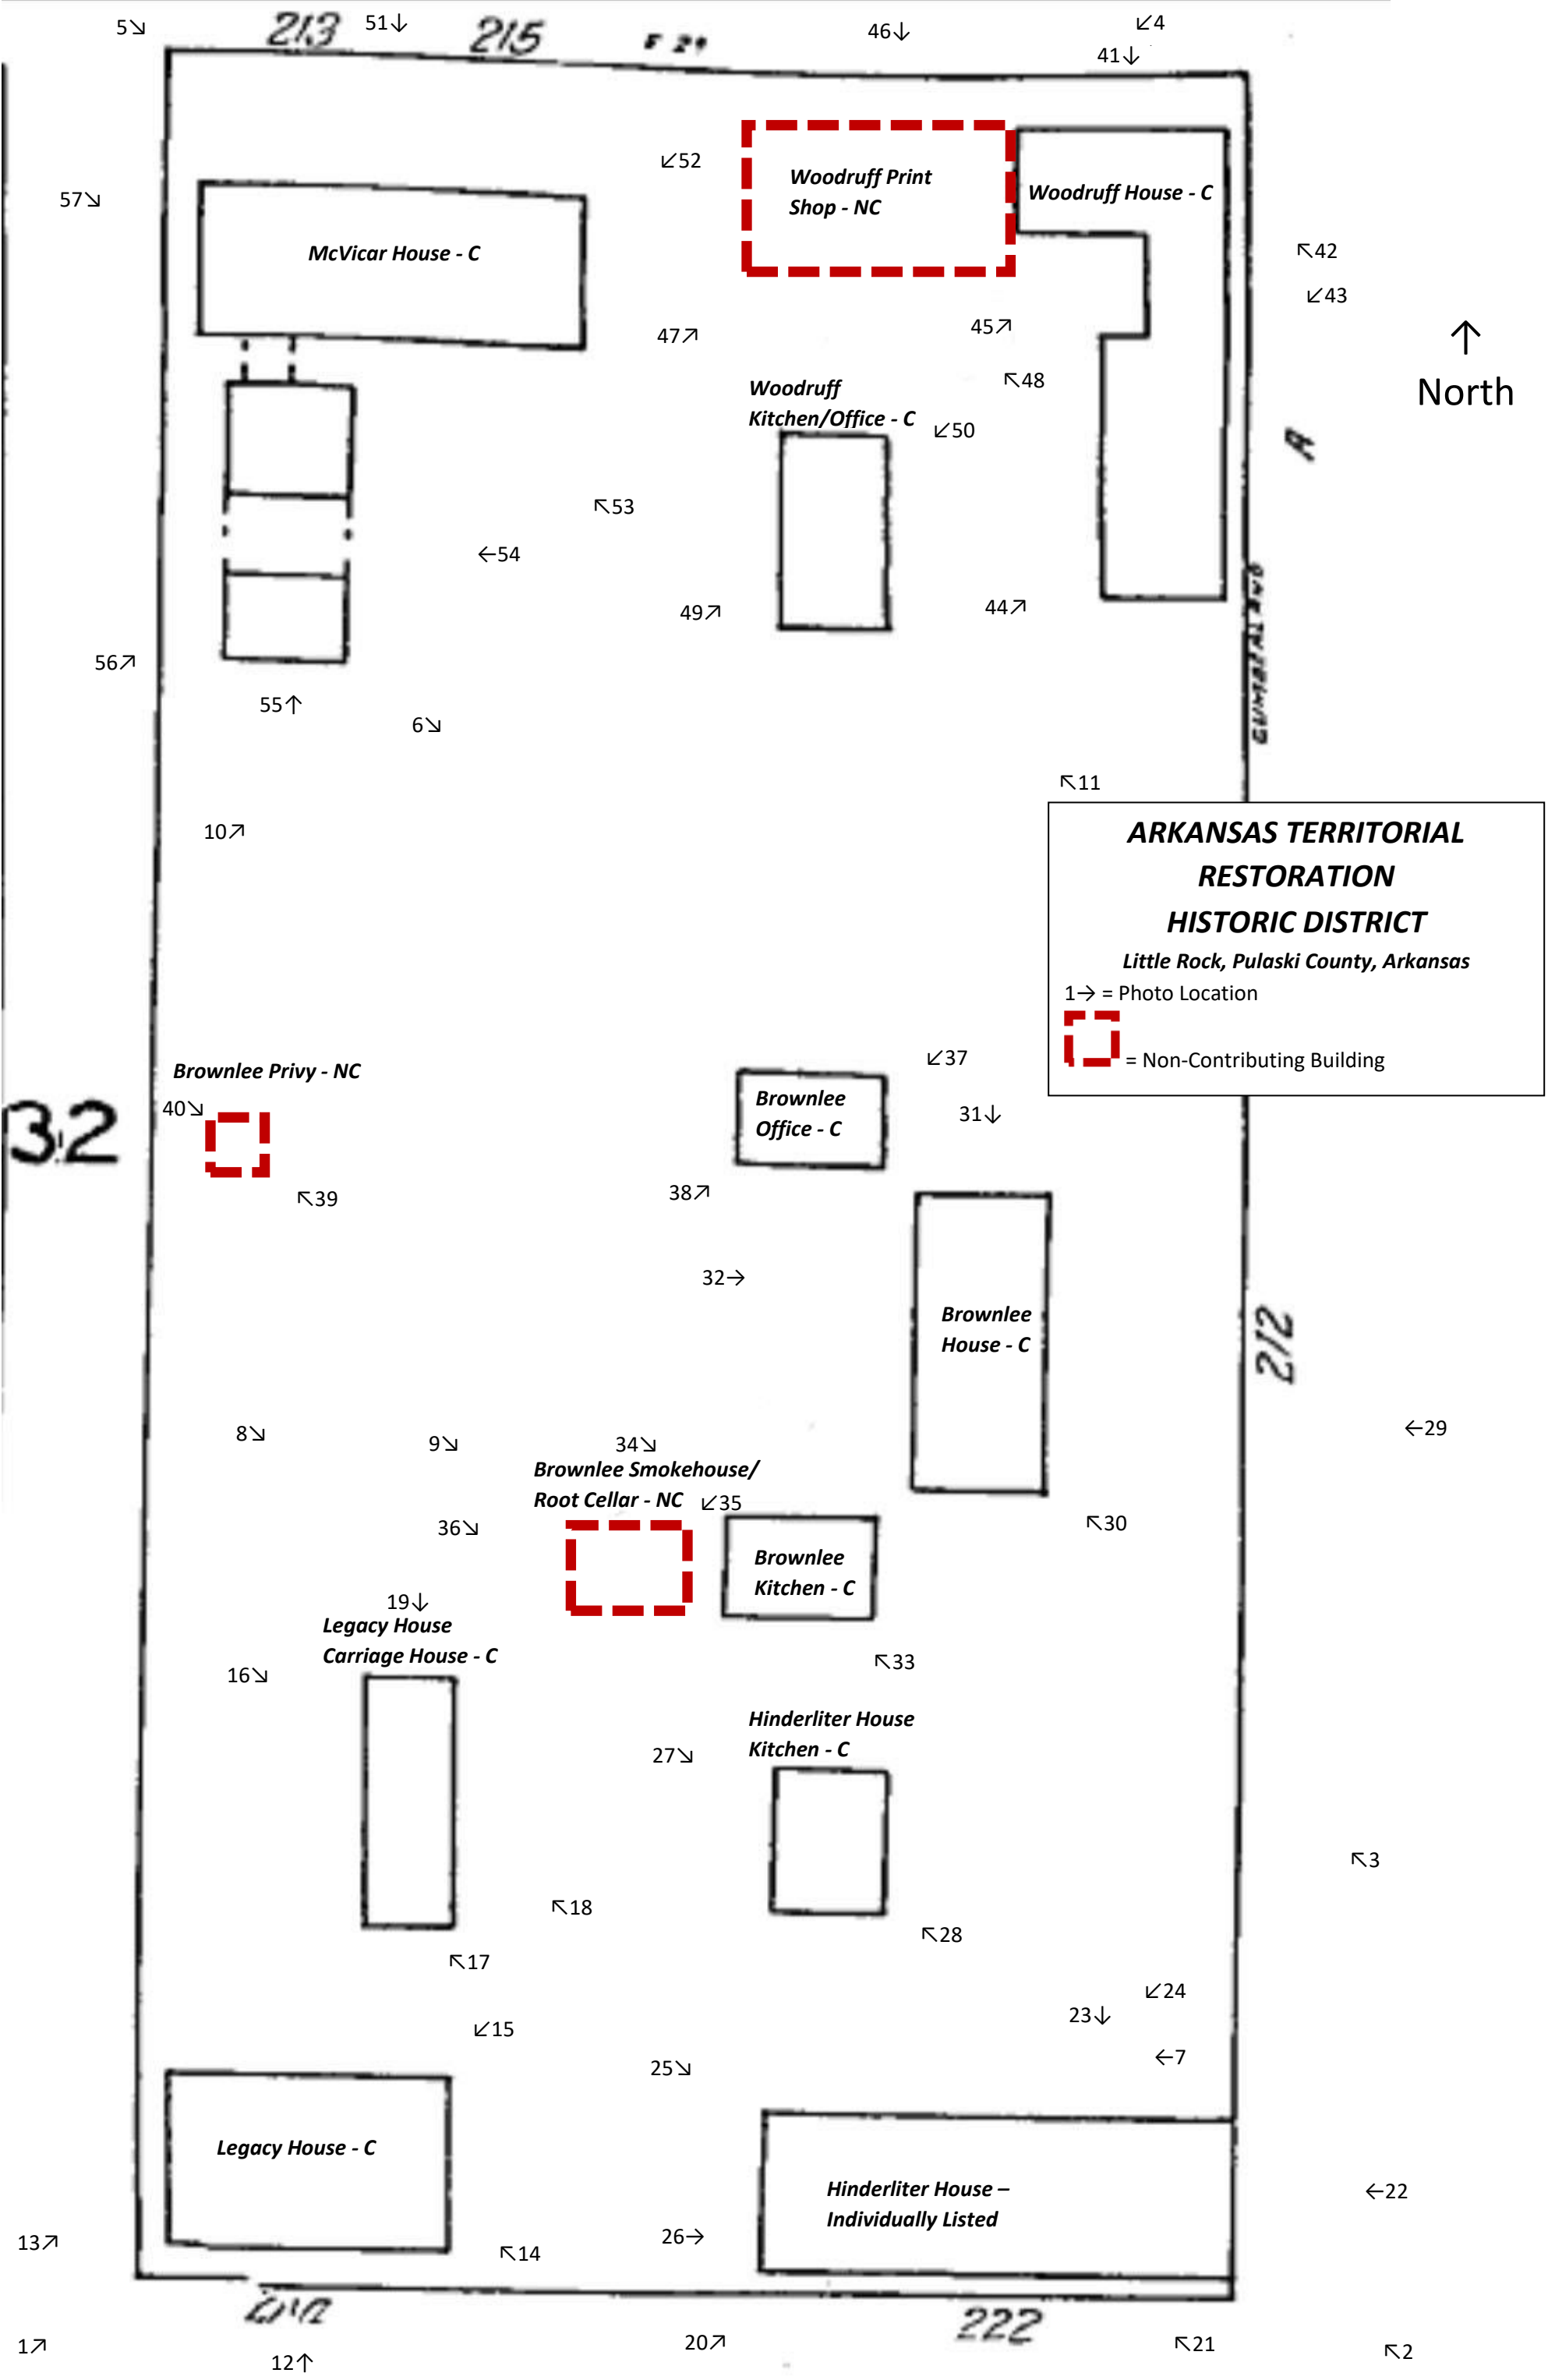 5↘
213
51↓
215
46↓
↙4
41↓
↙52
Woodruff Print
Shop - NC
Woodruff House - C
57↘
McVicar House - C
↖42
↙43
47↗
45↗
↑
North
↖48
Woodruff
Kitchen/Office - C
↙50
A
↖53
←54
49↗
44↗
56↗
55↑
6↘
↖11
10↗
ARKANSAS TERRITORIAL
RESTORATION
HISTORIC DISTRICT
Little Rock, Pulaski County, Arkansas
1→ = Photo Location
= Non-Contributing Building
↙37
Brownlee Privy - NC
40↘
32
Brownlee
Office - C
31↓
↖39
38↗
32→
Brownlee
House - C
212
8↘
9↘
34↘
←29
Brownlee Smokehouse/
Root Cellar - NC
↙35
36↘
↖30
Brownlee
Kitchen - C
19↓
Legacy House
Carriage House - C
16↘
↖33
Hinderliter House
Kitchen - C
27↘
↖3
↖18
↖28
↖17
↙24
23↓
↙15
←7
25↘
Legacy House - C
Hinderliter House –
Individually Listed
←22
13↗
26→
↖14
222
1↗
12↑
20↗
↖21
↖2